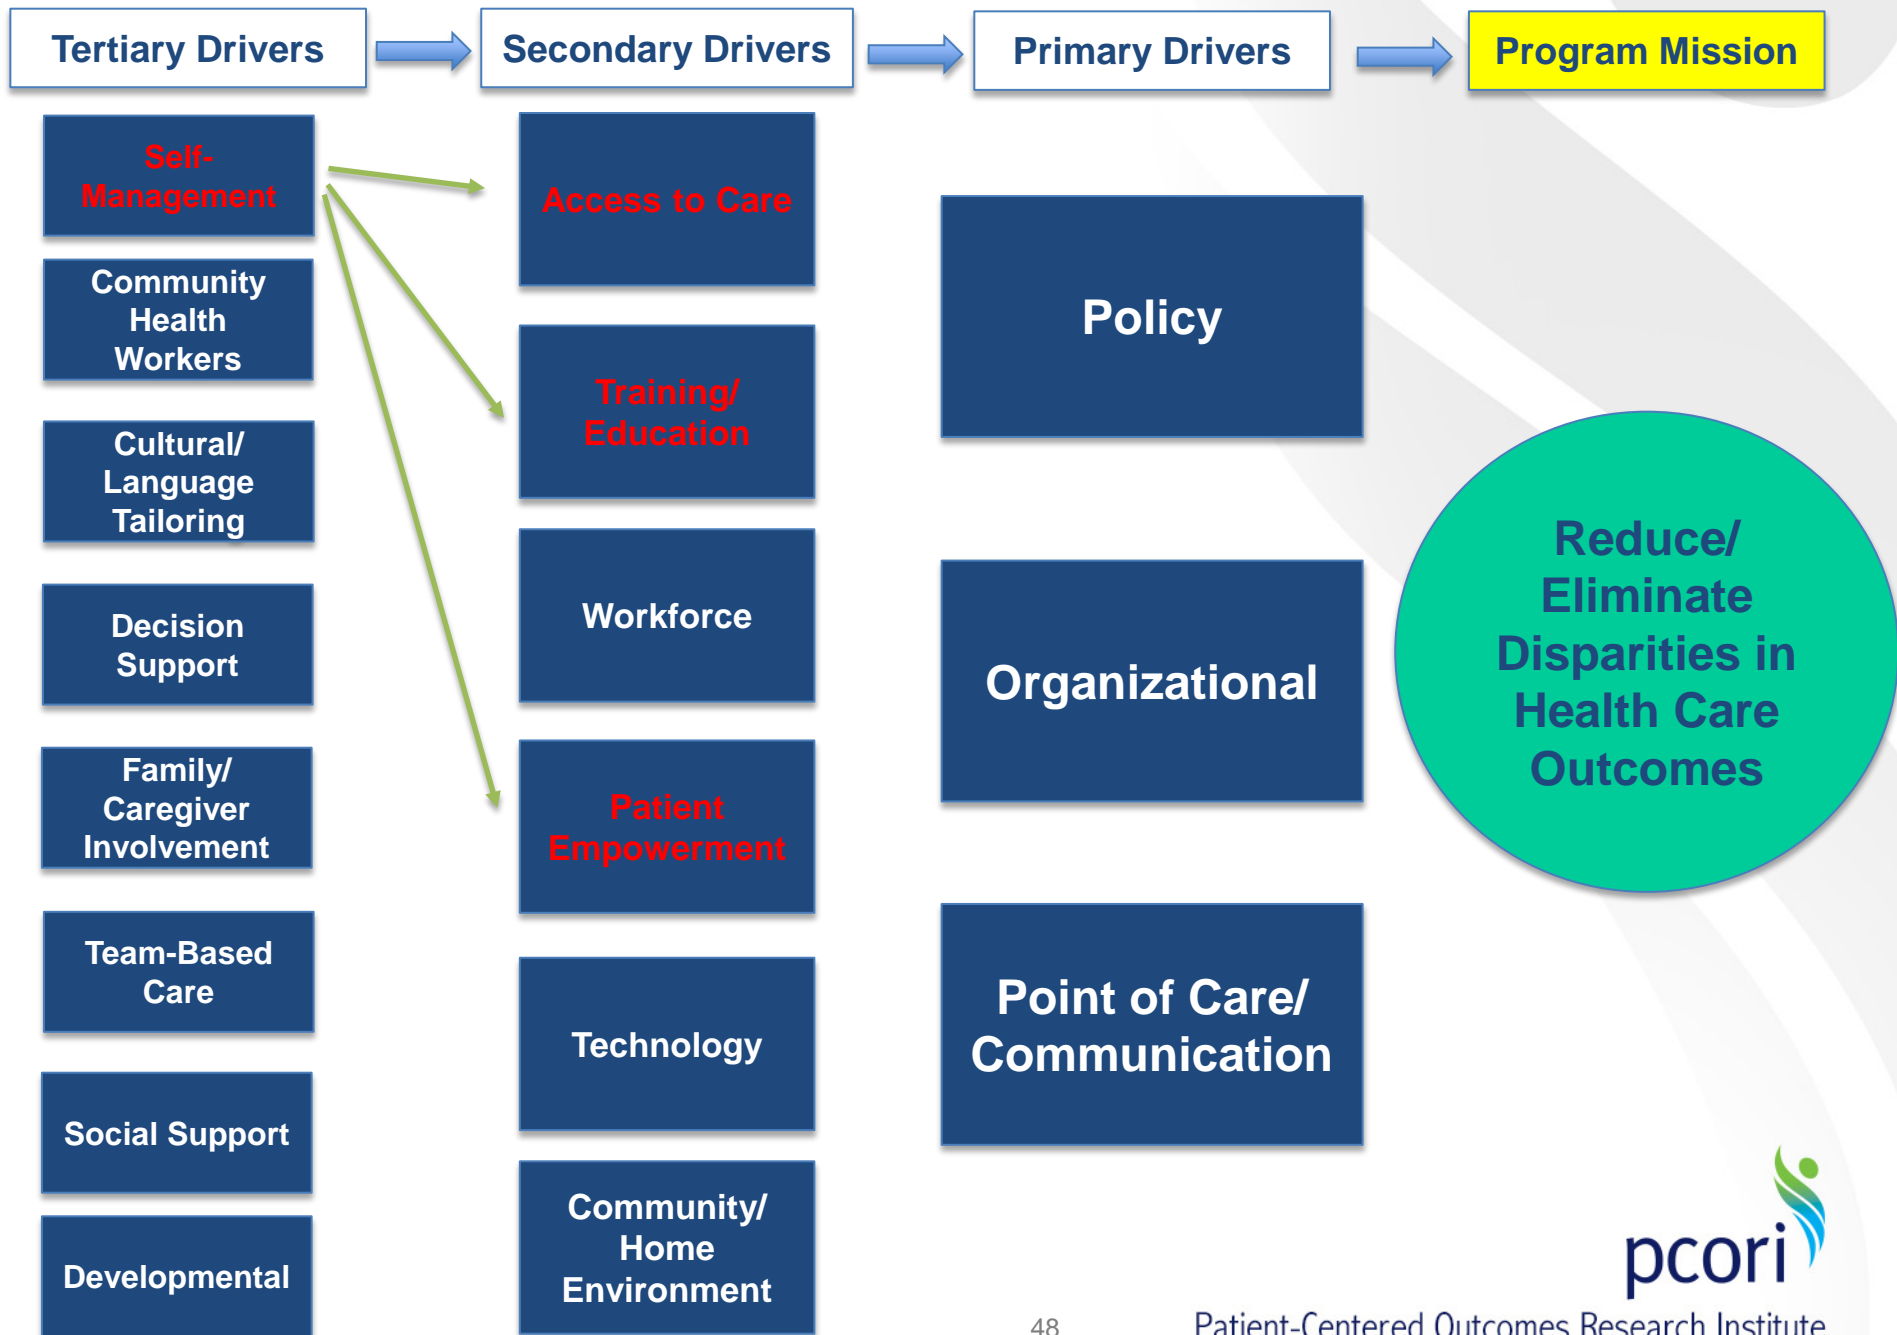 Tertiary Drivers
Secondary Drivers
Primary Drivers
Program Mission
Self-
Management
Community
Health
Workers
Cultural/
Language
Tailoring
Decision
Support
Family/
Caregiver
Involvement
Team-Based
Care
Social Support
Developmental
Access to Care
Training/
Education
Workforce
Patient
Empowerment
Technology
Community/
Home
Environment
Policy
Organizational
Point of Care/
Communication
Reduce/
Eliminate
Disparities in
Health Care
Outcomes
48
pcori
Patient-Centered Outcomes Research Institute